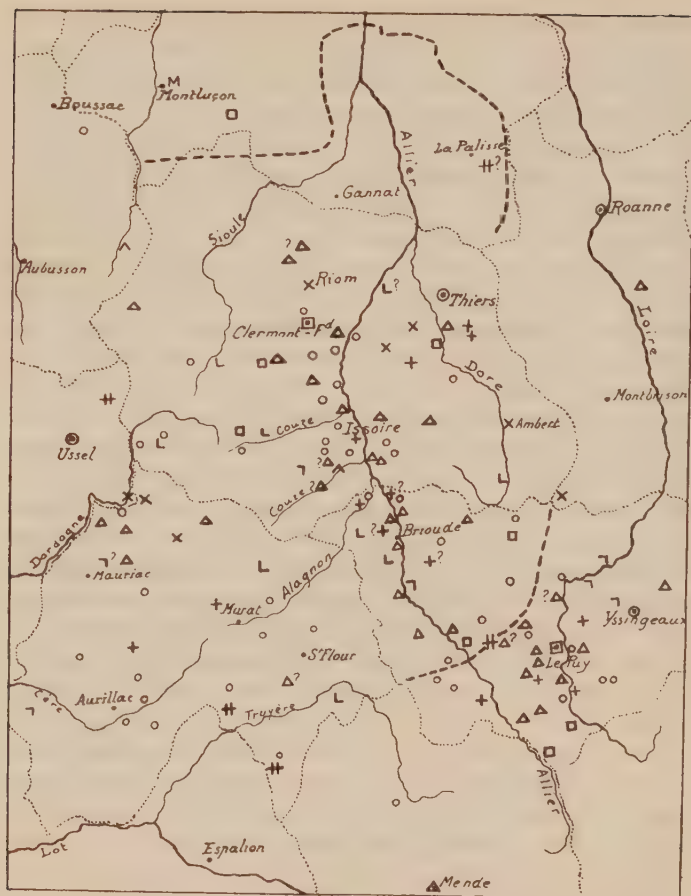 M
Montluçon
Boussac
Allier
La Palisse
?
Gannat
Roanne
Sioule
Aubusson
?
Riom
L?
Thiers
Loire
Clermont-Fd
L
Dore
Montbrison
L Couze
Issoire
Ambert
Ussel
L
?
Couze ?
L
?
Dordogne
?
L
Brioude
?
?
L
L
Alagnon
Mauriac
Murat
?
Yssingeaux
St Flour
?
Le Puy
Cère
Aurillac
?
Truyère
L
Allier
Lot
Espalion
Mende